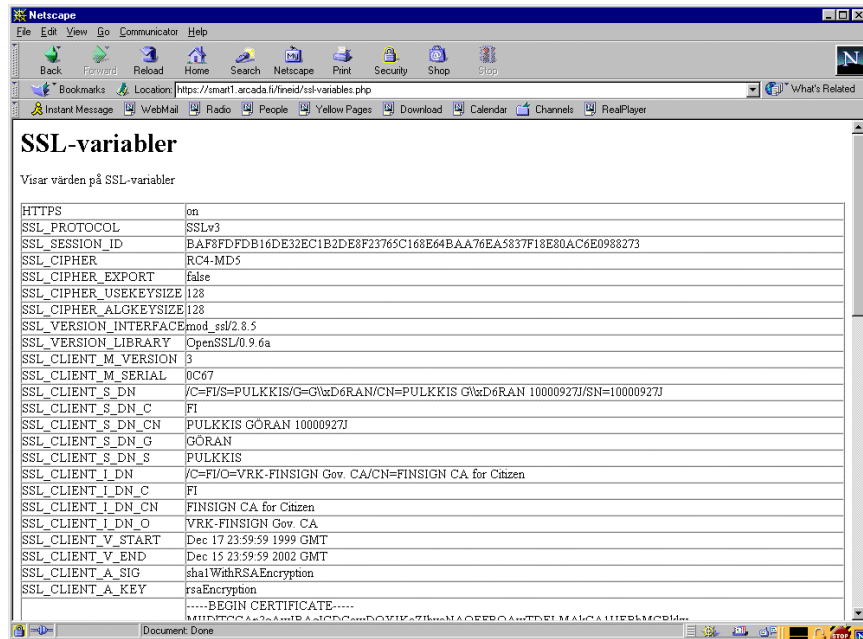 Netscape
File Edit View Go Communicator Help
Back Forward Reload Home Search Netscape Print Security Shop Stop
Bookmarks Location: https://smart1.arcada.fi/fineid/ssl-variables.php What's Related
Instant Message WebMail Radio People Yellow Pages Download Calendar Channels RealPlayer
SSL-variabler
Visar värden på SSL-variabler
HTTPS on
SSL_PROTOCOL SSLv3
SSL_SESSION_ID BAF8FDFDB16DE32EC1B2DE8F23765C168E64BAA76EA5837F18E80AC6E0988273
SSL_CIPHER RC4-MD5
SSL_CIPHER_EXPORT false
SSL_CIPHER_USEKEYSIZE 128
SSL_CIPHER_ALGKEYSIZE 128
SSL_VERSION_INTERFACE mod_ssl/2.8.5
SSL_VERSION_LIBRARY OpenSSL/0.9.6a
SSL_CLIENT_M_VERSION 3
SSL_CLIENT_M_SERIAL 0C67
SSL_CLIENT_S_DN /C=FI/S=PULKKIS/G=G\\xD6RAN/CN=PULKKIS G\\xD6RAN 10000927J/SN=10000927J
SSL_CLIENT_S_DN_C FI
SSL_CLIENT_S_DN_CN PULKKIS GÖRAN 10000927J
SSL_CLIENT_S_DN_G GÖRAN
SSL_CLIENT_S_DN_S PULKKIS
SSL_CLIENT_I_DN /C=FI/O=VRK-FINSIGN Gov. CA/CN=FINSIGN CA for Citizen
SSL_CLIENT_I_DN_C FI
SSL_CLIENT_I_DN_CN FINSIGN CA for Citizen
SSL_CLIENT_I_DN_O VRK-FINSIGN Gov. CA
SSL_CLIENT_V_START Dec 17 23:59:59 1999 GMT
SSL_CLIENT_V_END Dec 15 23:59:59 2002 GMT
SSL_CLIENT_A_SIG sha1WithRSAEncryption
SSL_CLIENT_A_KEY rsaEncryption
-----BEGIN CERTIFICATE-----
Document: Done
STOP